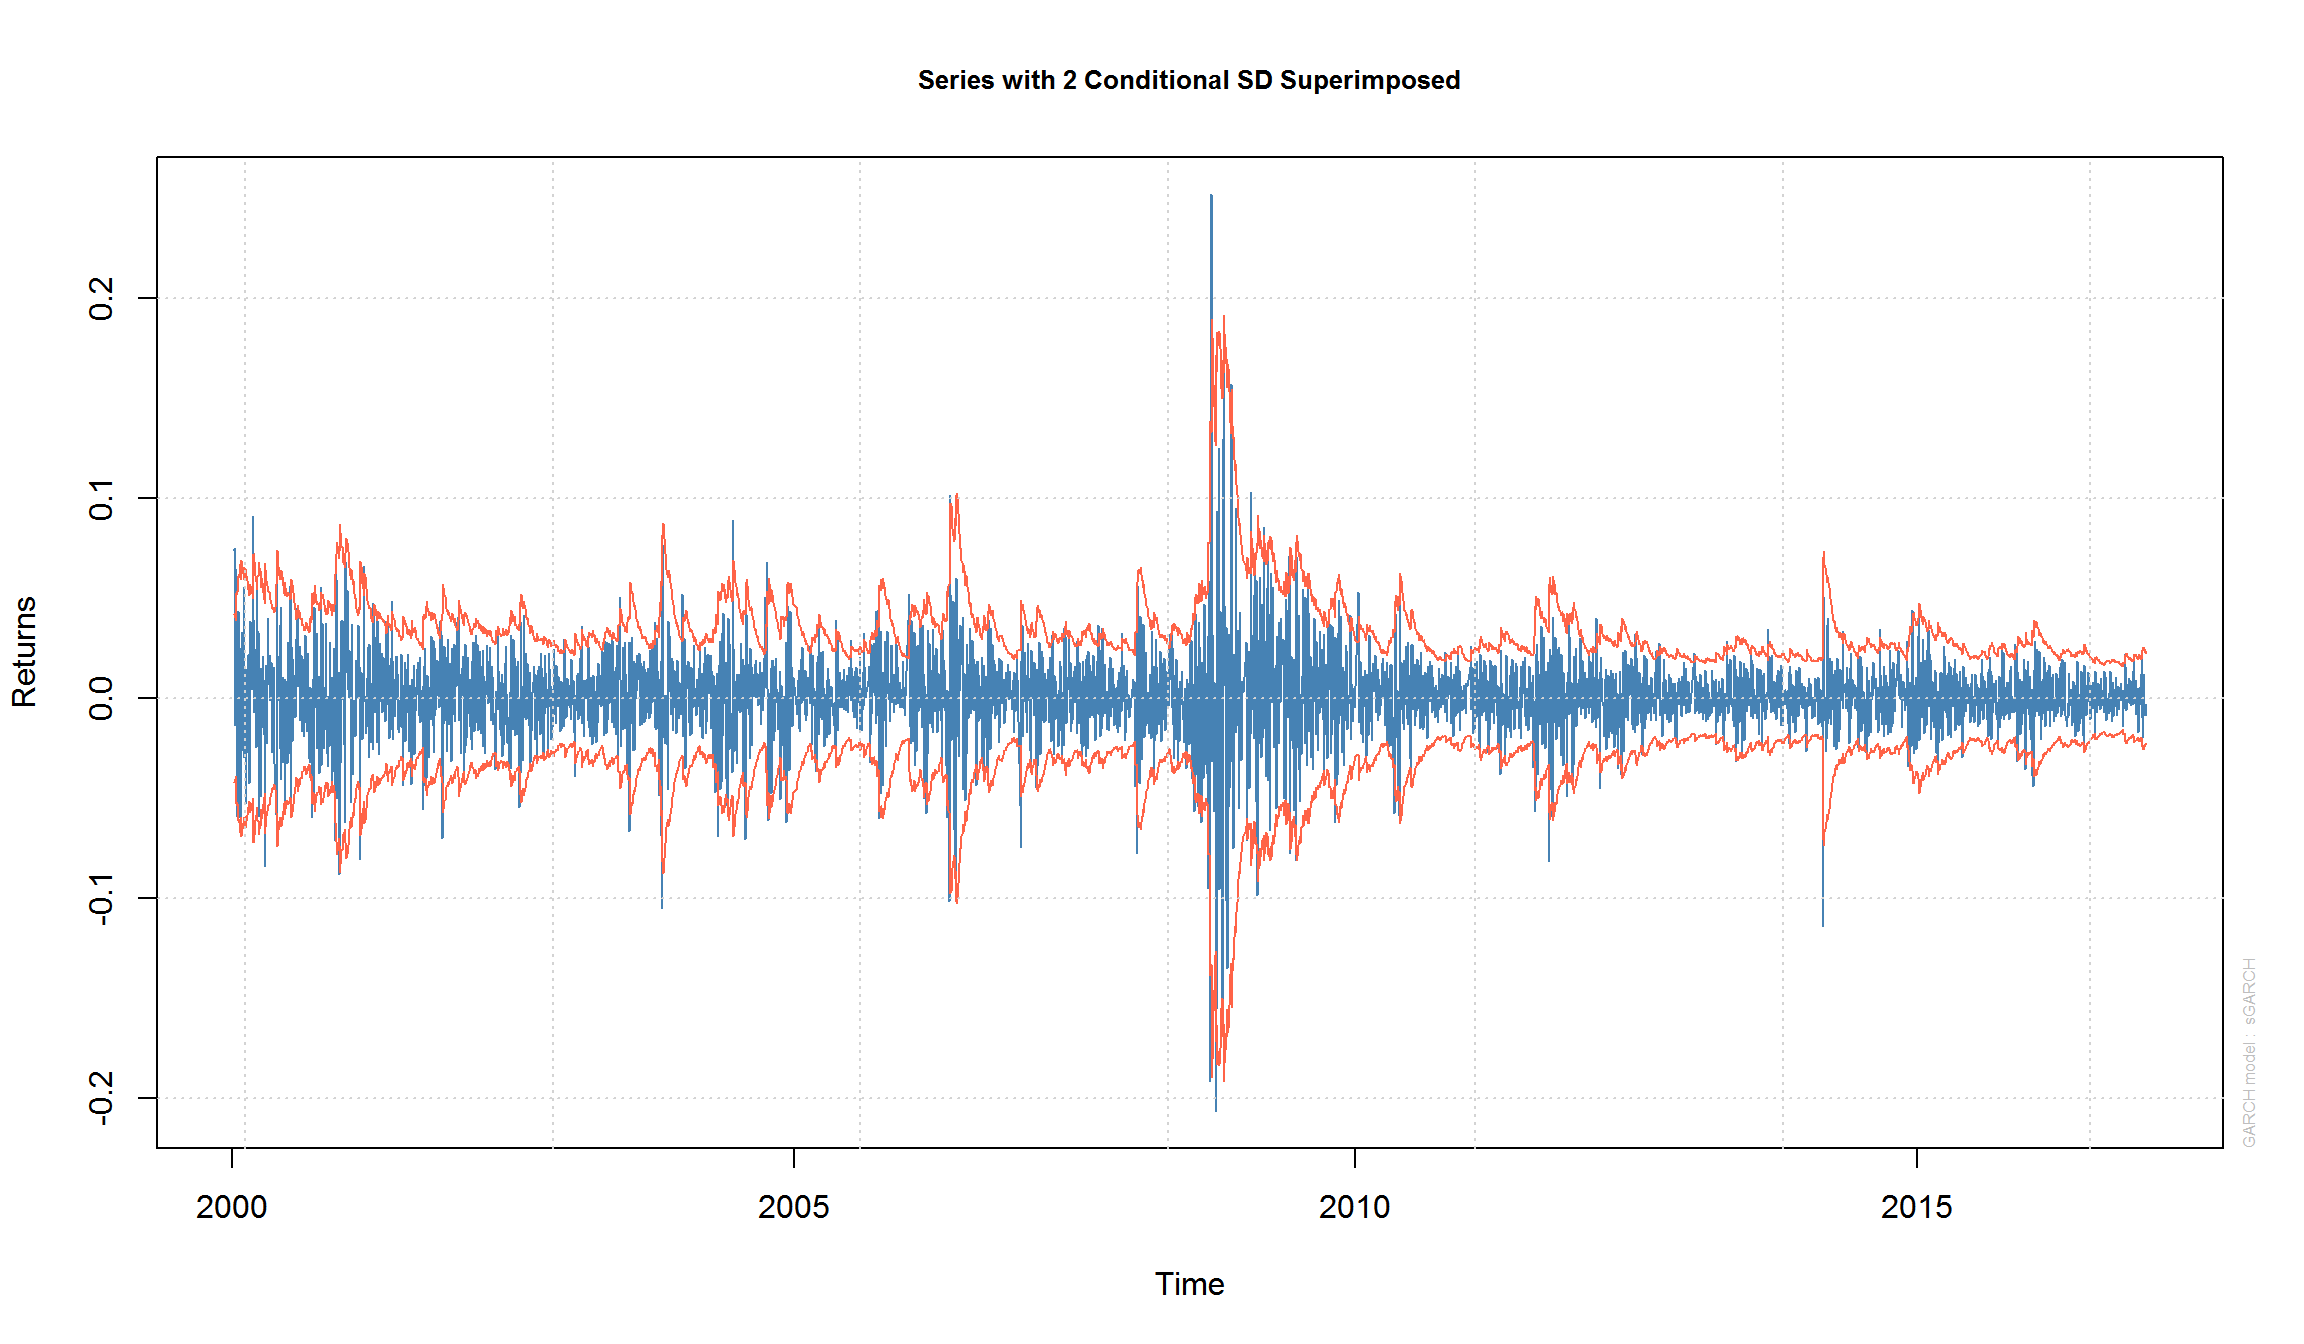 Series with 2 Conditional SD Superimposed
Returns
0.2
0.1
0.0
-0.1
-0.2
2000
2005
2010
2015
Time
GARCH model : sGARCH